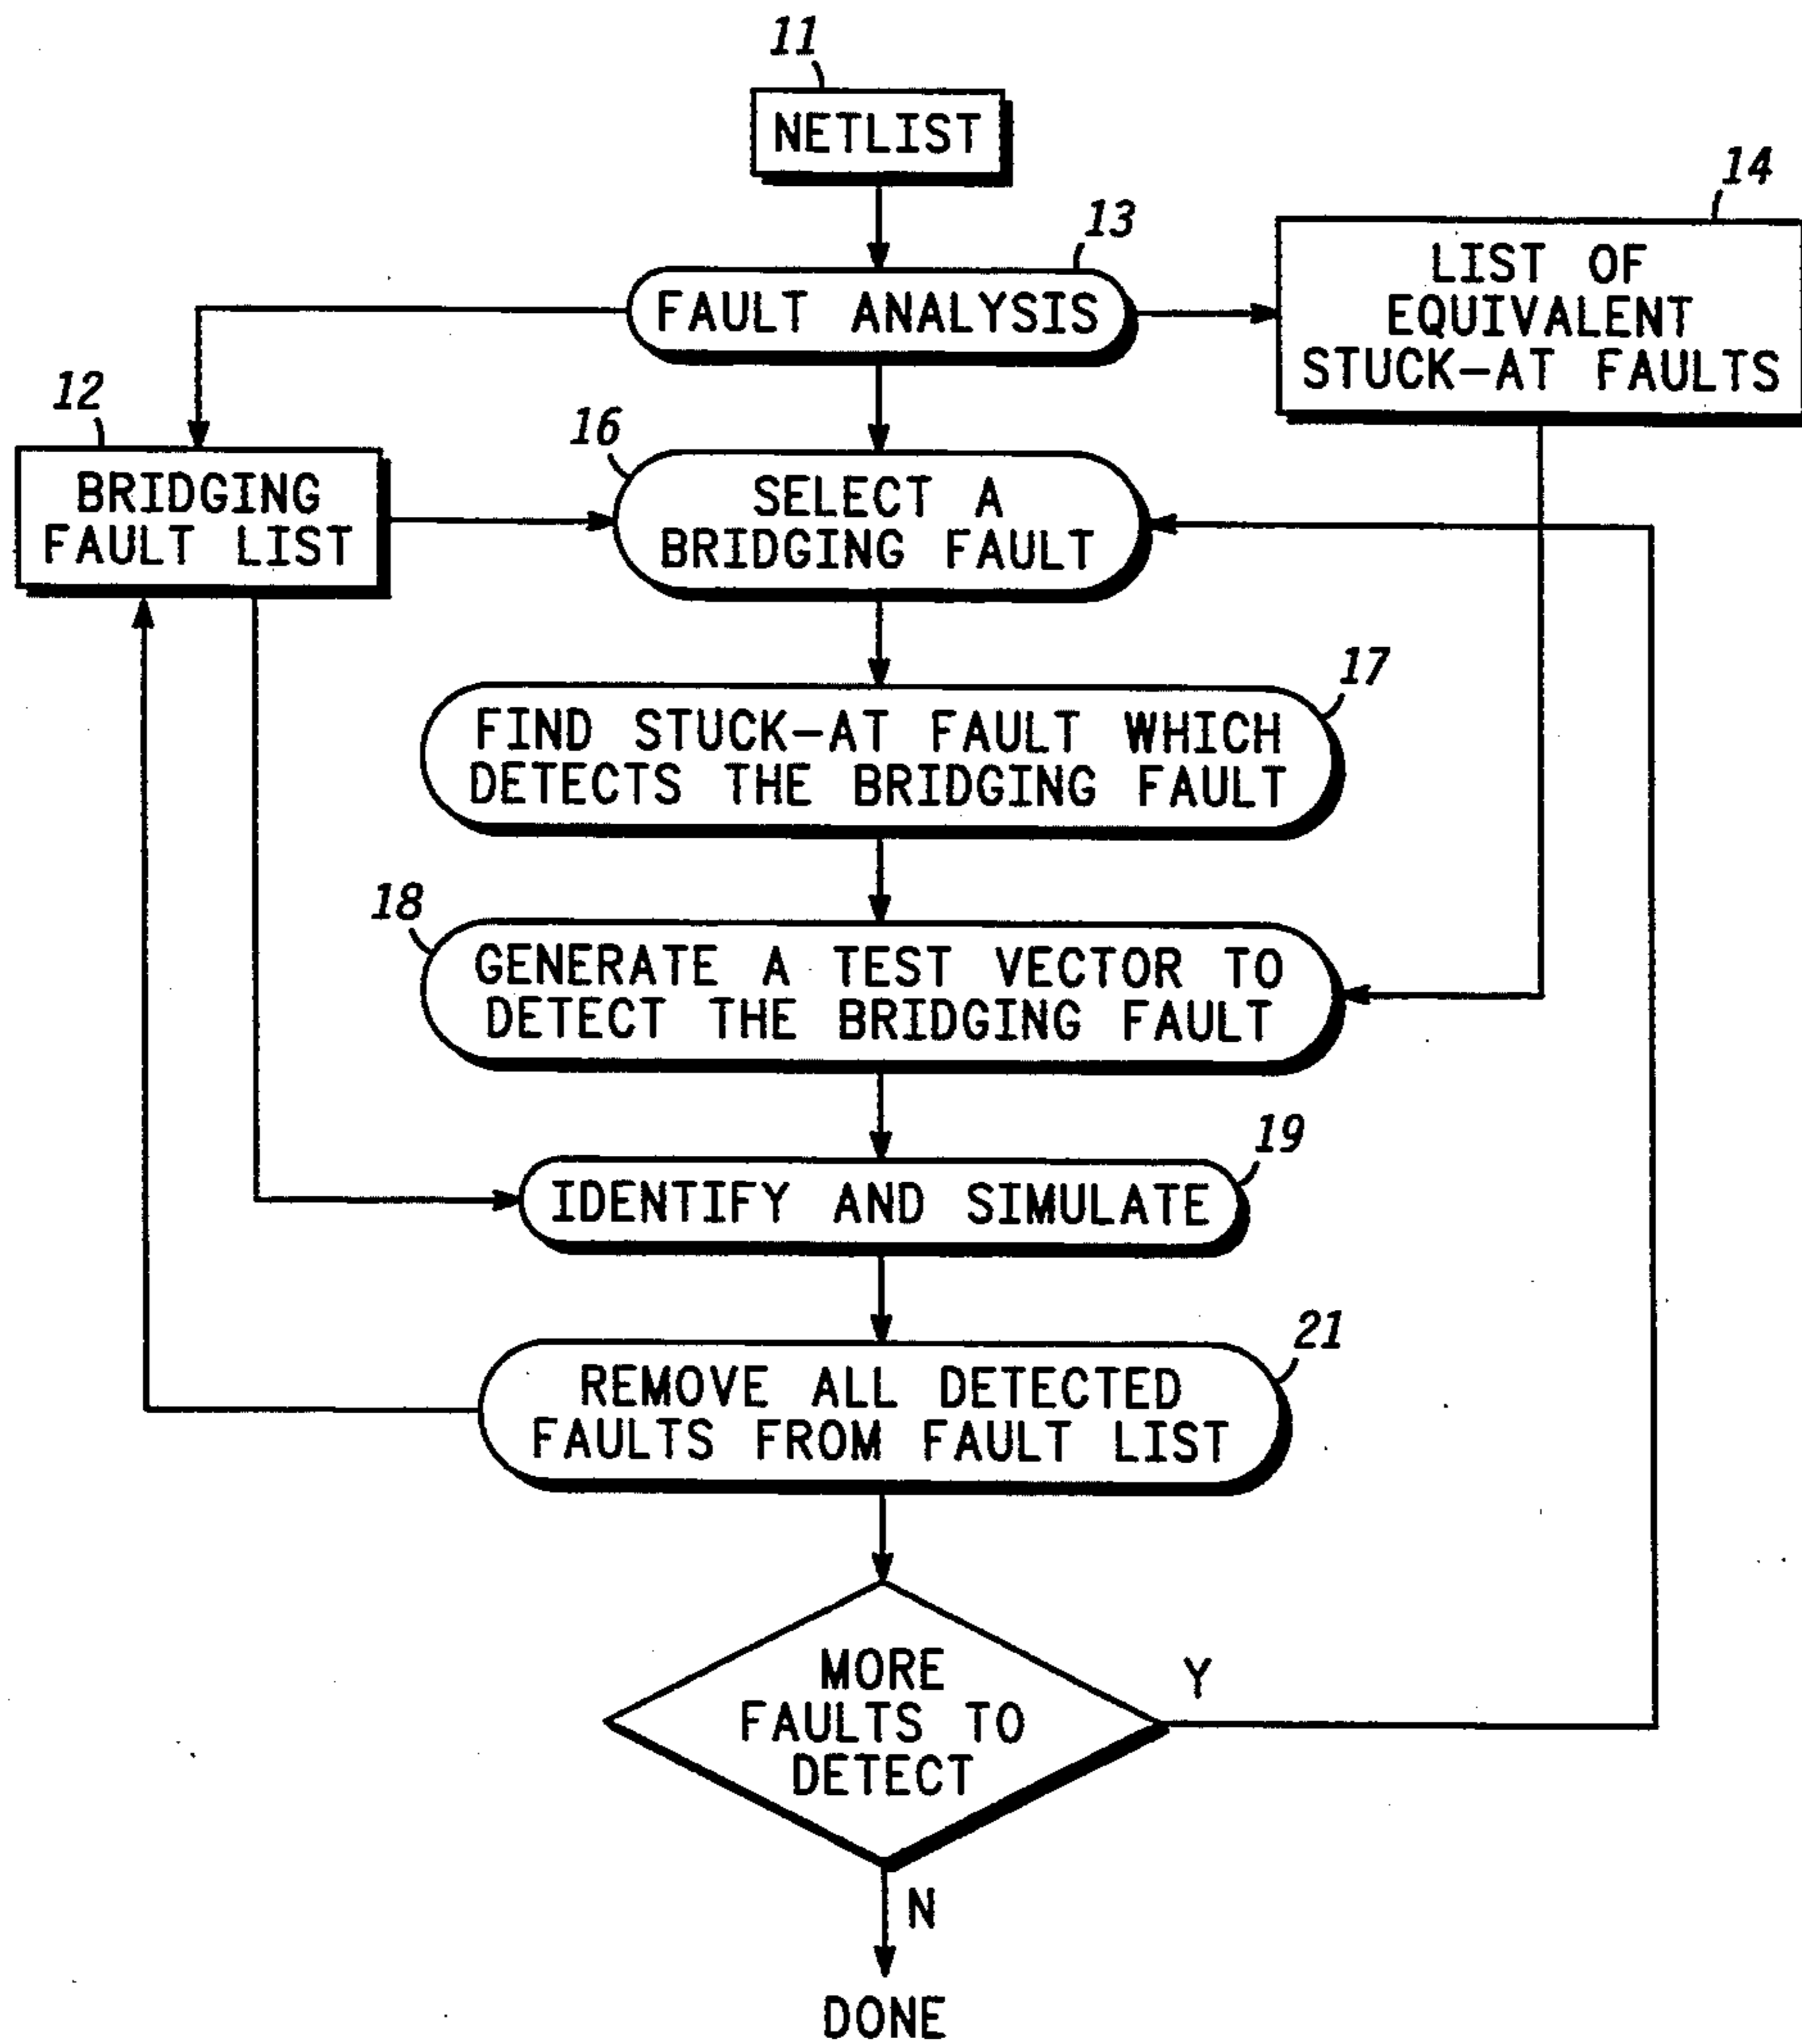 11
NETLIST
13
FAULT ANALYSIS
14
LIST OF
EQUIVALENT
STUCK-AT FAULTS
12
BRIDGING
FAULT LIST
16
SELECT A
BRIDGING FAULT
17
FIND STUCK-AT FAULT WHICH
DETECTS THE BRIDGING FAULT
18
GENERATE A TEST VECTOR TO
DETECT THE BRIDGING FAULT
19
IDENTIFY AND SIMULATE
21
REMOVE ALL DETECTED
FAULTS FROM FAULT LIST
MORE
FAULTS TO
DETECT
Y
N
DONE